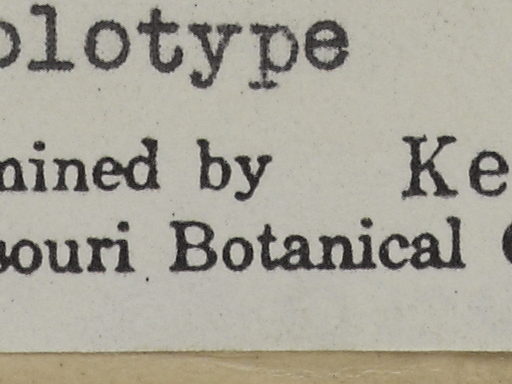 olotype
mined by Ke
souri Botanical